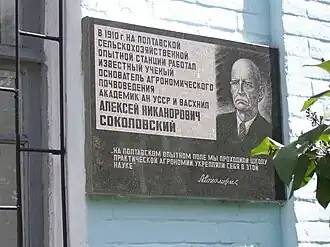 В 1910 г. НА ПОЛТАВСКОЙ
СЕЛЬСКОХОЗЯЙСТВЕННОЙ
ОПЫТНОЙ СТАНЦИИ РАБОТАЛ
ИЗВЕСТНЫЙ УЧЕНЫЙ
ОСНОВАТЕЛЬ АГРОНОМИЧЕСКОГО
ПОЧВОВЕДЕНИЯ
АКАДЕМИК АН УССР И ВАСХНИЛ
АЛЕКСЕЙ НИКАНОРОВИЧ
СОКОЛОВСКИЙ
...НА ПОЛТАВСКОМ ОПЫТНОМ ПОЛЕ МЫ ПРОХОДИЛИ ШКОЛУ
ПРАКТИЧЕСКОЙ АГРОНОМИИ, УКРЕПЛЯЛИ СЕБЯ В ЭТОЙ
НАУКЕ